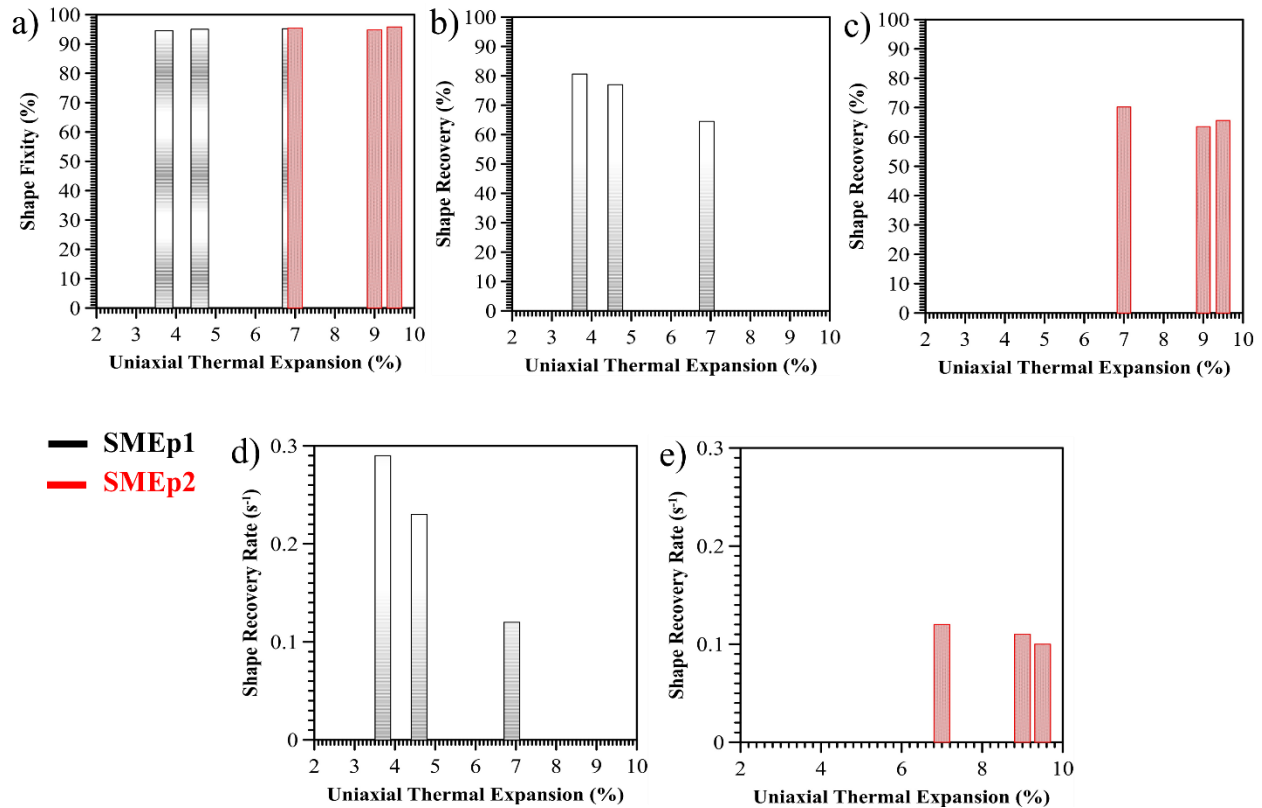 a)
100
90
80
70
60
50
40
30
20
10
0
Shape Fixity (%)
2 3 4 5 6 7 8 9 10
Uniaxial Thermal Expansion (%)
b)
100
90
80
70
60
50
40
30
20
10
0
Shape Recovery (%)
2 3 4 5 6 7 8 9 10
Uniaxial Thermal Expansion (%)
c)
100
90
80
70
60
50
40
30
20
10
0
Shape Recovery (%)
2 3 4 5 6 7 8 9 10
Uniaxial Thermal Expansion (%)
SMEp1
SMEp2
d)
0.3
0.2
0.1
0
Shape Recovery Rate (s⁻¹)
2 3 4 5 6 7 8 9 10
Uniaxial Thermal Expansion (%)
e)
0.3
0.2
0.1
0
Shape Recovery Rate (s⁻¹)
2 4 6 8 10
Uniaxial Thermal Expansion (%)